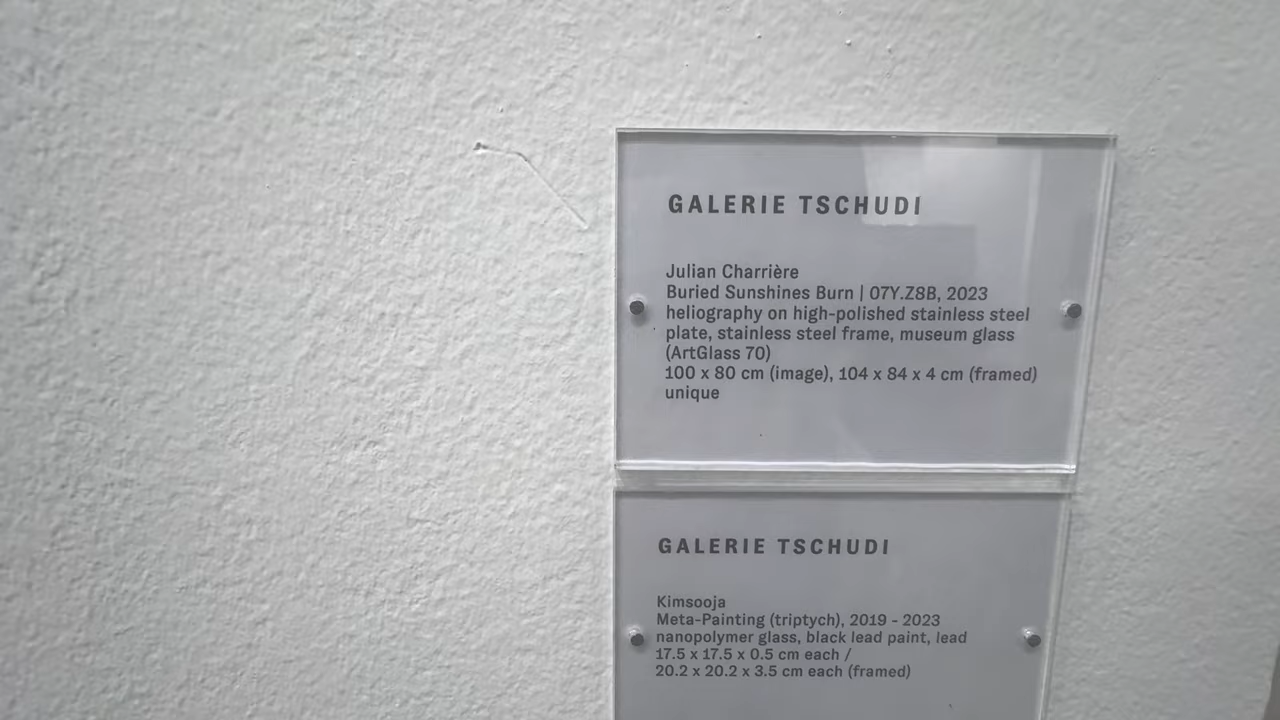 GALERIE TSCHUDI
Julian Charrière
Buried Sunshines Burn | 07Y.Z8B, 2023
heliography on high-polished stainless steel
plate, stainless steel frame, museum glass
(ArtGlass 70)
100 x 80 cm (image), 104 x 84 x 4 cm (framed)
unique
GALERIE TSCHUDI
Kimsooja
Meta-Painting (triptych), 2019 - 2023
nanopolymer glass, black lead paint, lead
17.5 x 17.5 x 0.5 cm each /
20.2 x 20.2 x 3.5 cm each (framed)